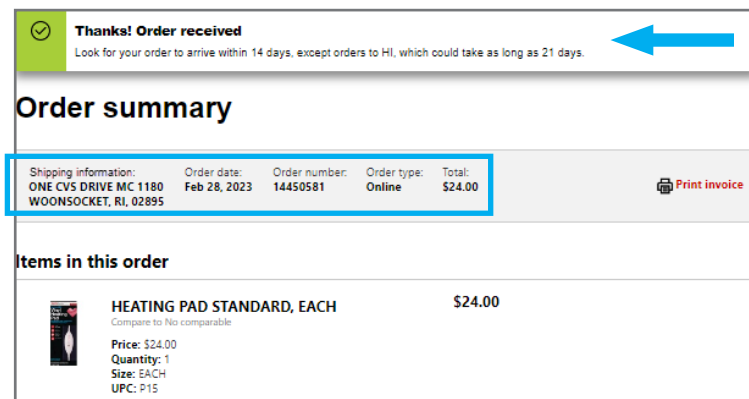 Thanks! Order received
Look for your order to arrive within 14 days, except orders to HI, which could take as long as 21 days.
Order summary
Shipping information: Order date: Order number: Order type: Total:
ONE CVS DRIVE MC 1180 Feb 28, 2023 14450581 Online $24.00
WOONSOCKET, RI, 02895
Print invoice
Items in this order
HEATING PAD STANDARD, EACH $24.00
Compare to No comparable
Price: $24.00
Quantity: 1
Size: EACH
UPC: P15